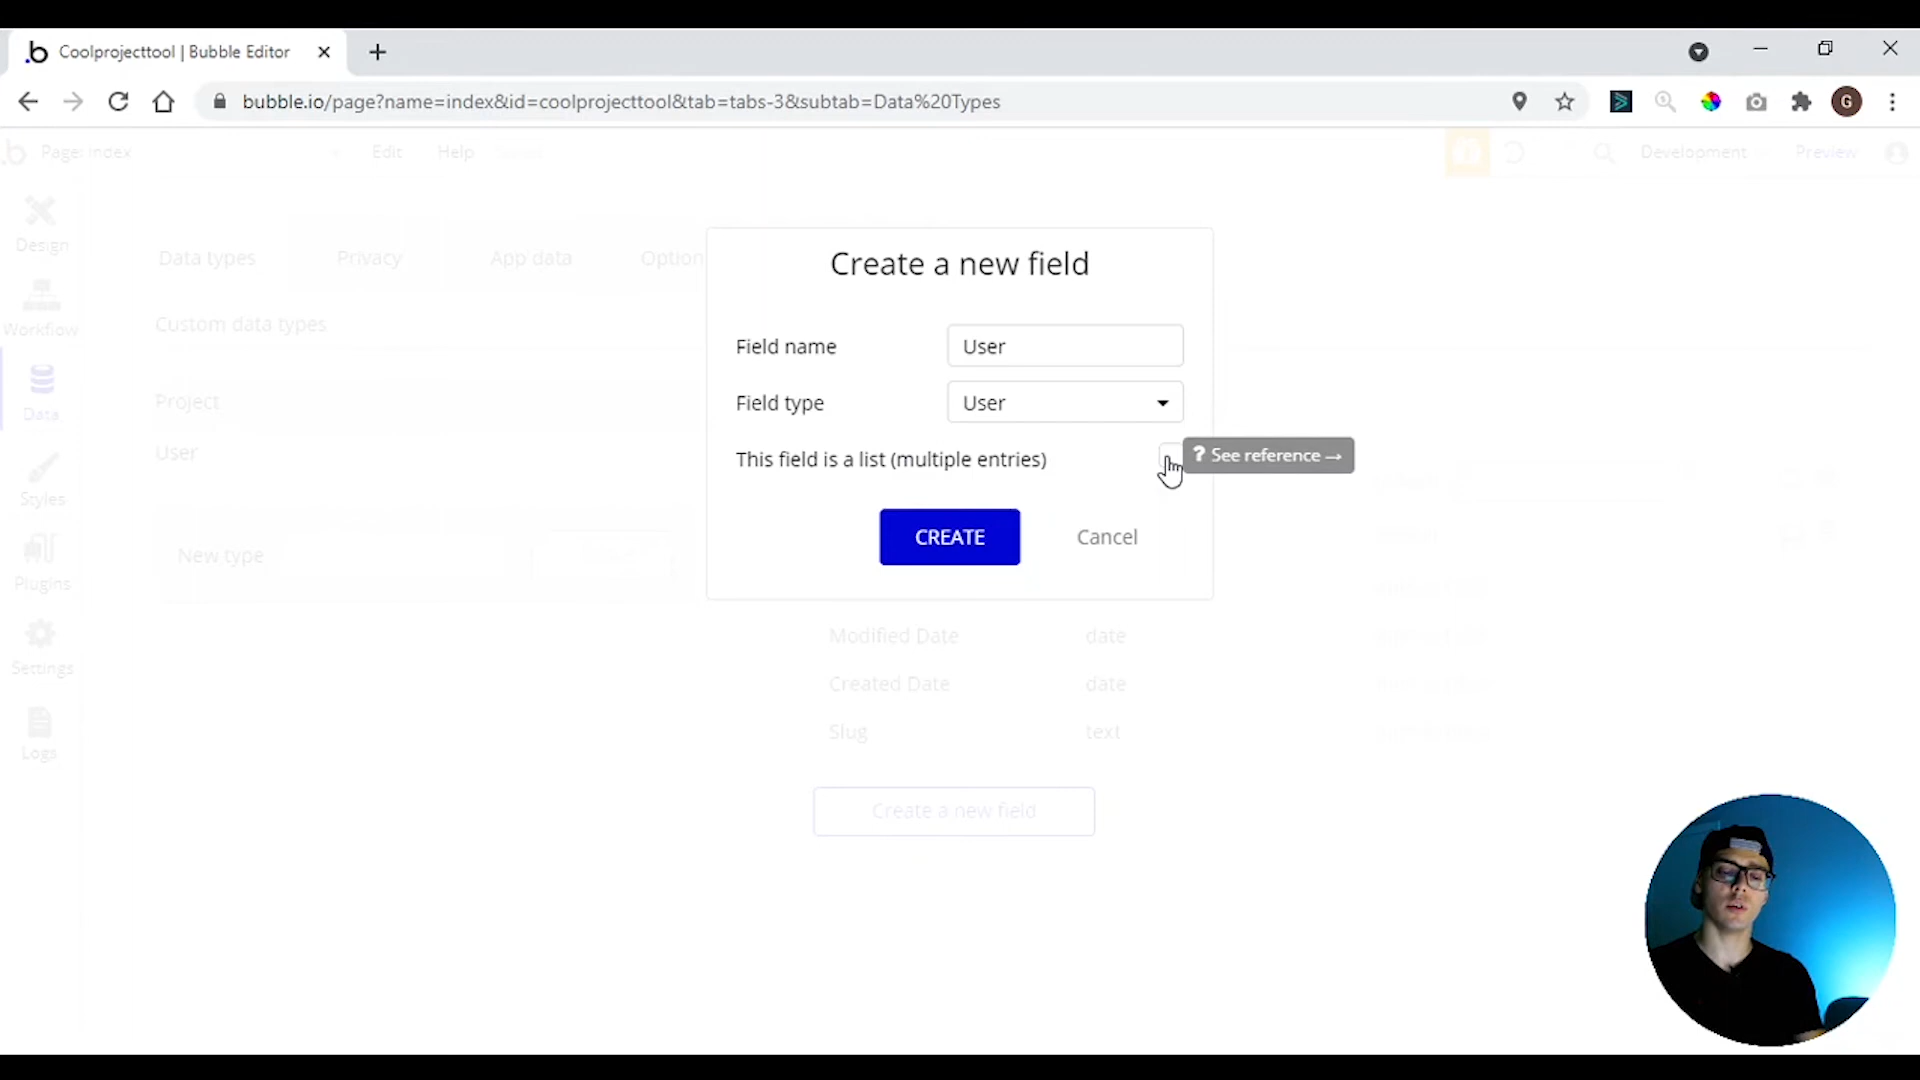 Coolprojecttool | Bubble Editor
bubble.io/page?name=index&id=coolprojecttool&tab=tabs-3&subtab=Data%20Types
G
Page: Index
Edit
Help
Development
Preview
Design
Workflow
Data
Styles
Plugins
Settings
Logs
Data types
Privacy
App data
Option
Custom data types
Project
User
New type
Create a new field
Field name
User
Field type
User
This field is a list (multiple entries)
? See reference →
CREATE
Cancel
Modified Date
date
Created Date
date
Slug
text
Create a new field